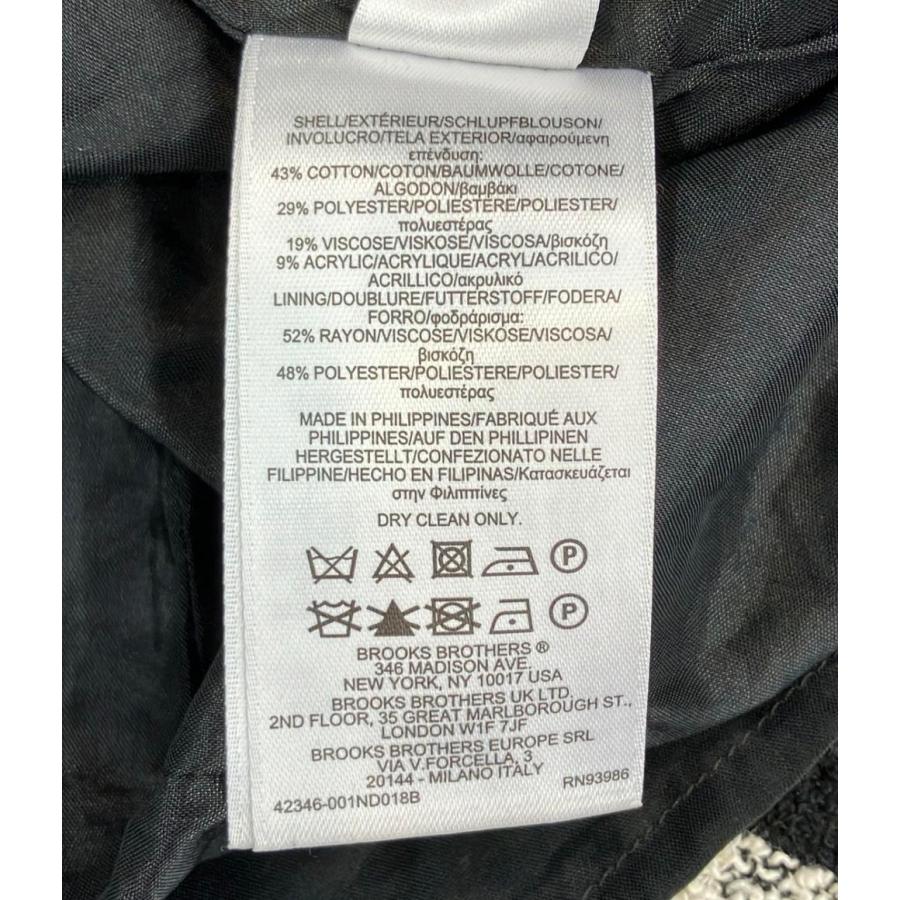 SHELL/EXTÉRIEUR/SCHLUPFBLOUSON/
INVOLUCRO/TELA EXTERIOR/αφαιρούμενη
επένδυση:
43% COTTON/COTON/BAUMWOLLE/COTONE/
ALGODON/βαμβάκι
29% POLYESTER/POLIESTERE/POLIESTER/
πολυεστέρας
19% VISCOSE/VISKOSE/VISCOSA/βισκόζη
9% ACRYLIC/ACRYLIQUE/ACRYL/ACRILICO/
ACRILLICO/ακρυλικό
LINING/DOUBLURE/FUTTERSTOFF/FODERA/
FORRO/φοδράρισμα:
52% RAYON/VISCOSE/VISKOSE/VISCOSA/
βισκόζη
48% POLYESTER/POLIESTERE/POLIESTER/
πολυεστέρας
MADE IN PHILIPPINES/FABRIQUÉ AUX
PHILIPPINES/AUF DEN PHILLIPINEN
HERGESTELLT/CONFEZIONATO NELLE
FILIPPINE/HECHO EN FILIPINAS/Κατασκευάζεται
στην Φιλιππίνες
DRY CLEAN ONLY.
P
P
BROOKS BROTHERS ®
346 MADISON AVE.
NEW YORK, NY 10017 USA
BROOKS BROTHERS UK LTD.
2ND FLOOR, 35 GREAT MARLBOROUGH ST.,
LONDON W1F 7JF
BROOKS BROTHERS EUROPE SRL
VIA V.FORCELLA, 3
20144 - MILANO ITALY
42346-001ND018B RN93986